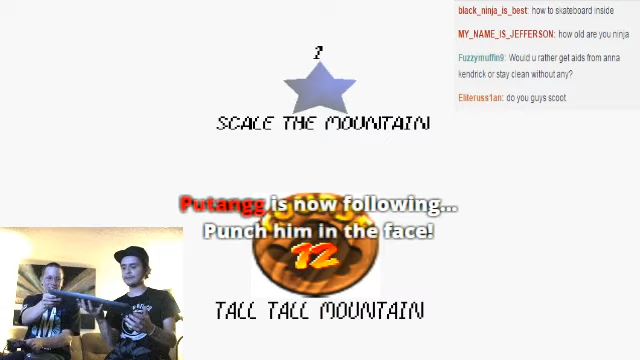 black_ninja_is_best: how to skateboard inside
MY_NAME_IS_JEFFERSON: how old are you ninja
Fuzzymuffin9: Would u rather get aids from anna
kendrick or stay clean without any?
Eliteruss1an: do you guys scoot
1
SCALE THE MOUNTAIN
Putangg is now following...
Punch him in the face!
12
TALL TALL MOUNTAIN